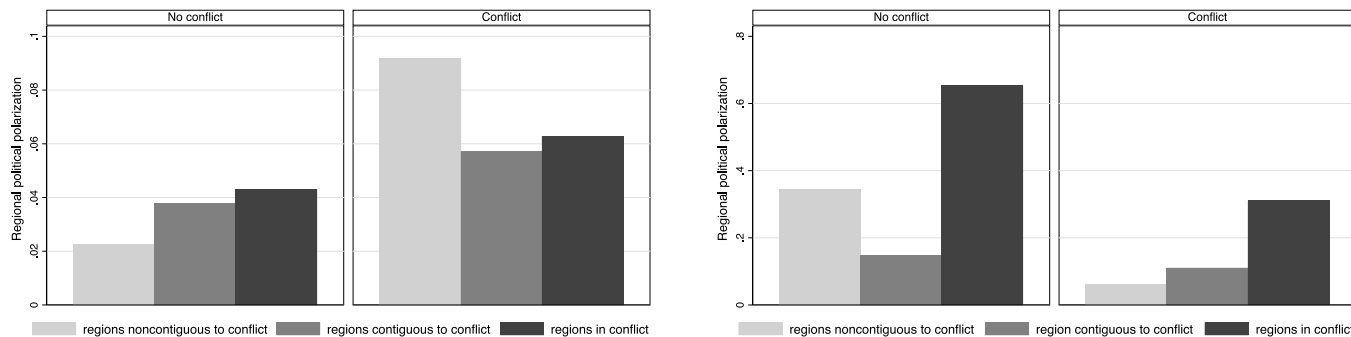 No conflict
Conflict
Regional political polarization
.1
.08
.06
.04
.02
0
regions noncontiguous to conflict
regions contiguous to conflict
regions in conflict
No conflict
Conflict
Regional political polarization
.8
.6
.4
.2
0
regions noncontiguous to conflict
region contiguous to conflict
regions in conflict